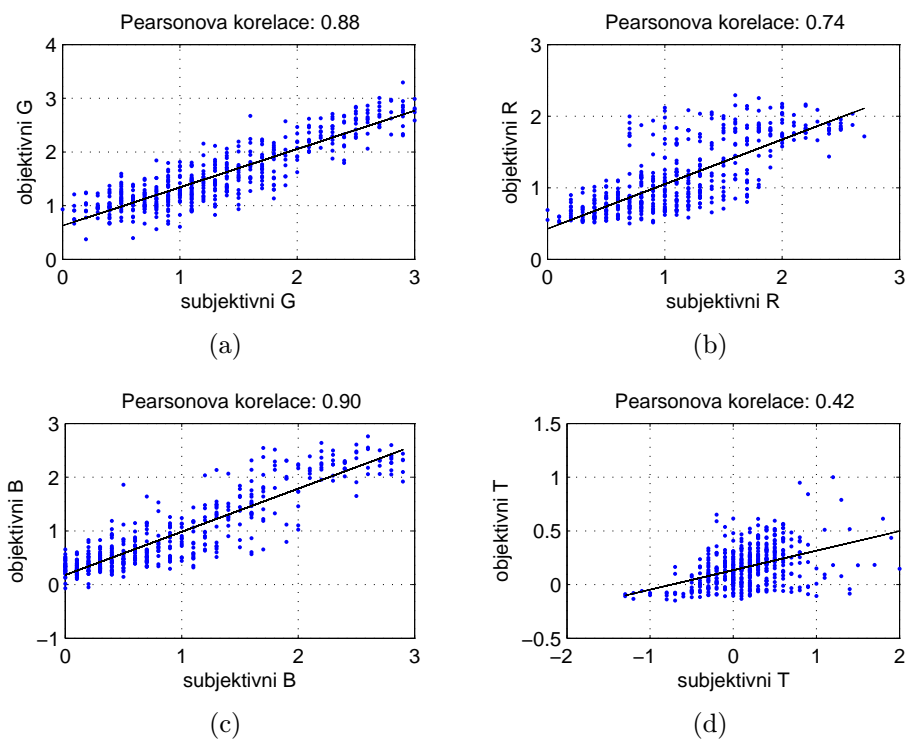 Pearsonova korelace: 0.88
4
3
2
1
0
objektivni G
0
1
2
3
subjektivni G
(a)
Pearsonova korelace: 0.74
3
2
1
0
objektivni R
0
1
2
3
subjektivni R
(b)
Pearsonova korelace: 0.90
3
2
1
0
−1
objektivni B
0
1
2
3
subjektivni B
(c)
Pearsonova korelace: 0.42
1.5
1
0.5
0
−0.5
objektivni T
−2
−1
0
1
2
subjektivni T
(d)